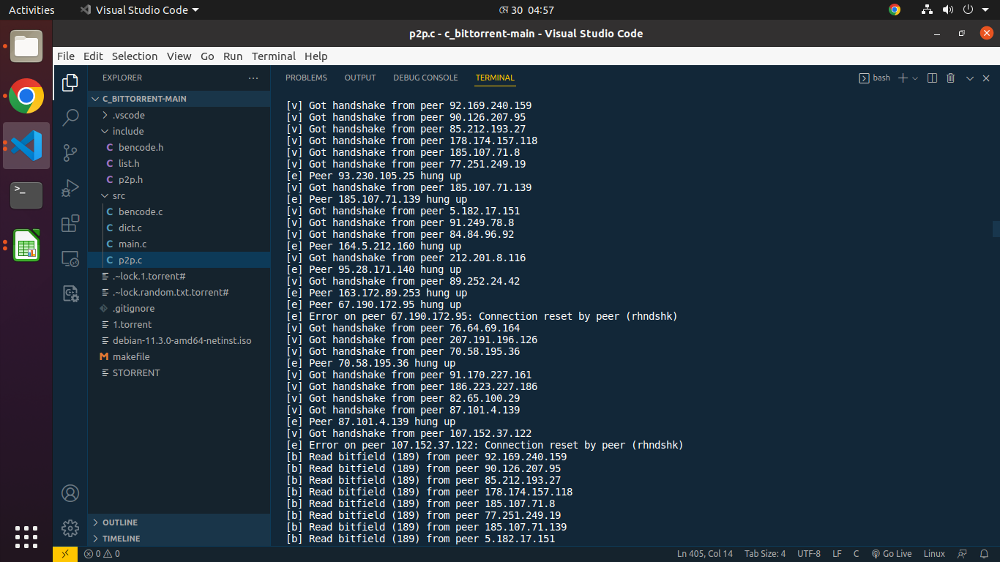 Activities
Visual Studio Code
মে 30 04:57
p2p.c - c_bittorrent-main - Visual Studio Code
File Edit Selection View Go Run Terminal Help
EXPLORER
C_BITTORRENT-MAIN
.vscode
include
C bencode.h
C list.h
C p2p.h
src
C bencode.c
C dict.c
C main.c
C p2p.c
.~lock.1.torrent#
.~lock.random.txt.torrent#
.gitignore
1.torrent
debian-11.3.0-amd64-netinst.iso
M makefile
STORRENT
OUTLINE
TIMELINE
PROBLEMS OUTPUT DEBUG CONSOLE TERMINAL
bash
[v] Got handshake from peer 92.169.240.159
[v] Got handshake from peer 90.126.207.95
[v] Got handshake from peer 85.212.193.27
[v] Got handshake from peer 178.174.157.118
[v] Got handshake from peer 185.107.71.8
[v] Got handshake from peer 77.251.249.19
[e] Peer 93.230.105.25 hung up
[v] Got handshake from peer 185.107.71.139
[e] Peer 185.107.71.139 hung up
[v] Got handshake from peer 5.182.17.151
[v] Got handshake from peer 91.249.78.8
[v] Got handshake from peer 84.84.96.92
[e] Peer 164.5.212.160 hung up
[v] Got handshake from peer 212.201.8.116
[e] Peer 95.28.171.140 hung up
[v] Got handshake from peer 89.252.24.42
[e] Peer 163.172.89.253 hung up
[e] Peer 67.190.172.95 hung up
[e] Error on peer 67.190.172.95: Connection reset by peer (rhndshk)
[v] Got handshake from peer 76.64.69.164
[v] Got handshake from peer 207.191.196.126
[v] Got handshake from peer 70.58.195.36
[e] Peer 70.58.195.36 hung up
[v] Got handshake from peer 91.170.227.161
[v] Got handshake from peer 186.223.227.186
[v] Got handshake from peer 82.65.100.29
[v] Got handshake from peer 87.101.4.139
[e] Peer 87.101.4.139 hung up
[v] Got handshake from peer 107.152.37.122
[e] Error on peer 107.152.37.122: Connection reset by peer (rhndshk)
[b] Read bitfield (189) from peer 92.169.240.159
[b] Read bitfield (189) from peer 90.126.207.95
[b] Read bitfield (189) from peer 85.212.193.27
[b] Read bitfield (189) from peer 178.174.157.118
[b] Read bitfield (189) from peer 185.107.71.8
[b] Read bitfield (189) from peer 77.251.249.19
[b] Read bitfield (189) from peer 185.107.71.139
[b] Read bitfield (189) from peer 5.182.17.151
0 0
Ln 405, Col 14 Tab Size: 4 UTF-8 LF C Go Live Linux